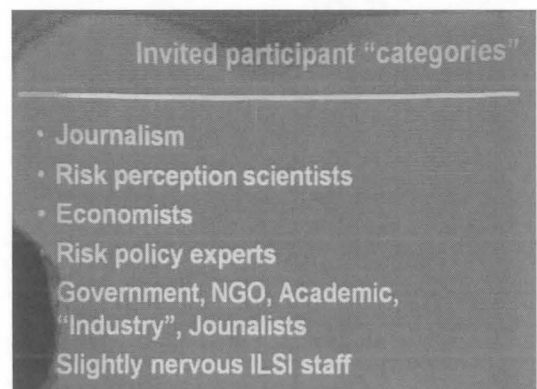 Invited participant “categories”
• Journalism
• Risk perception scientists
• Economists
Risk policy experts
Government, NGO, Academic,
“Industry”, Jounalists
Slightly nervous ILSI staff